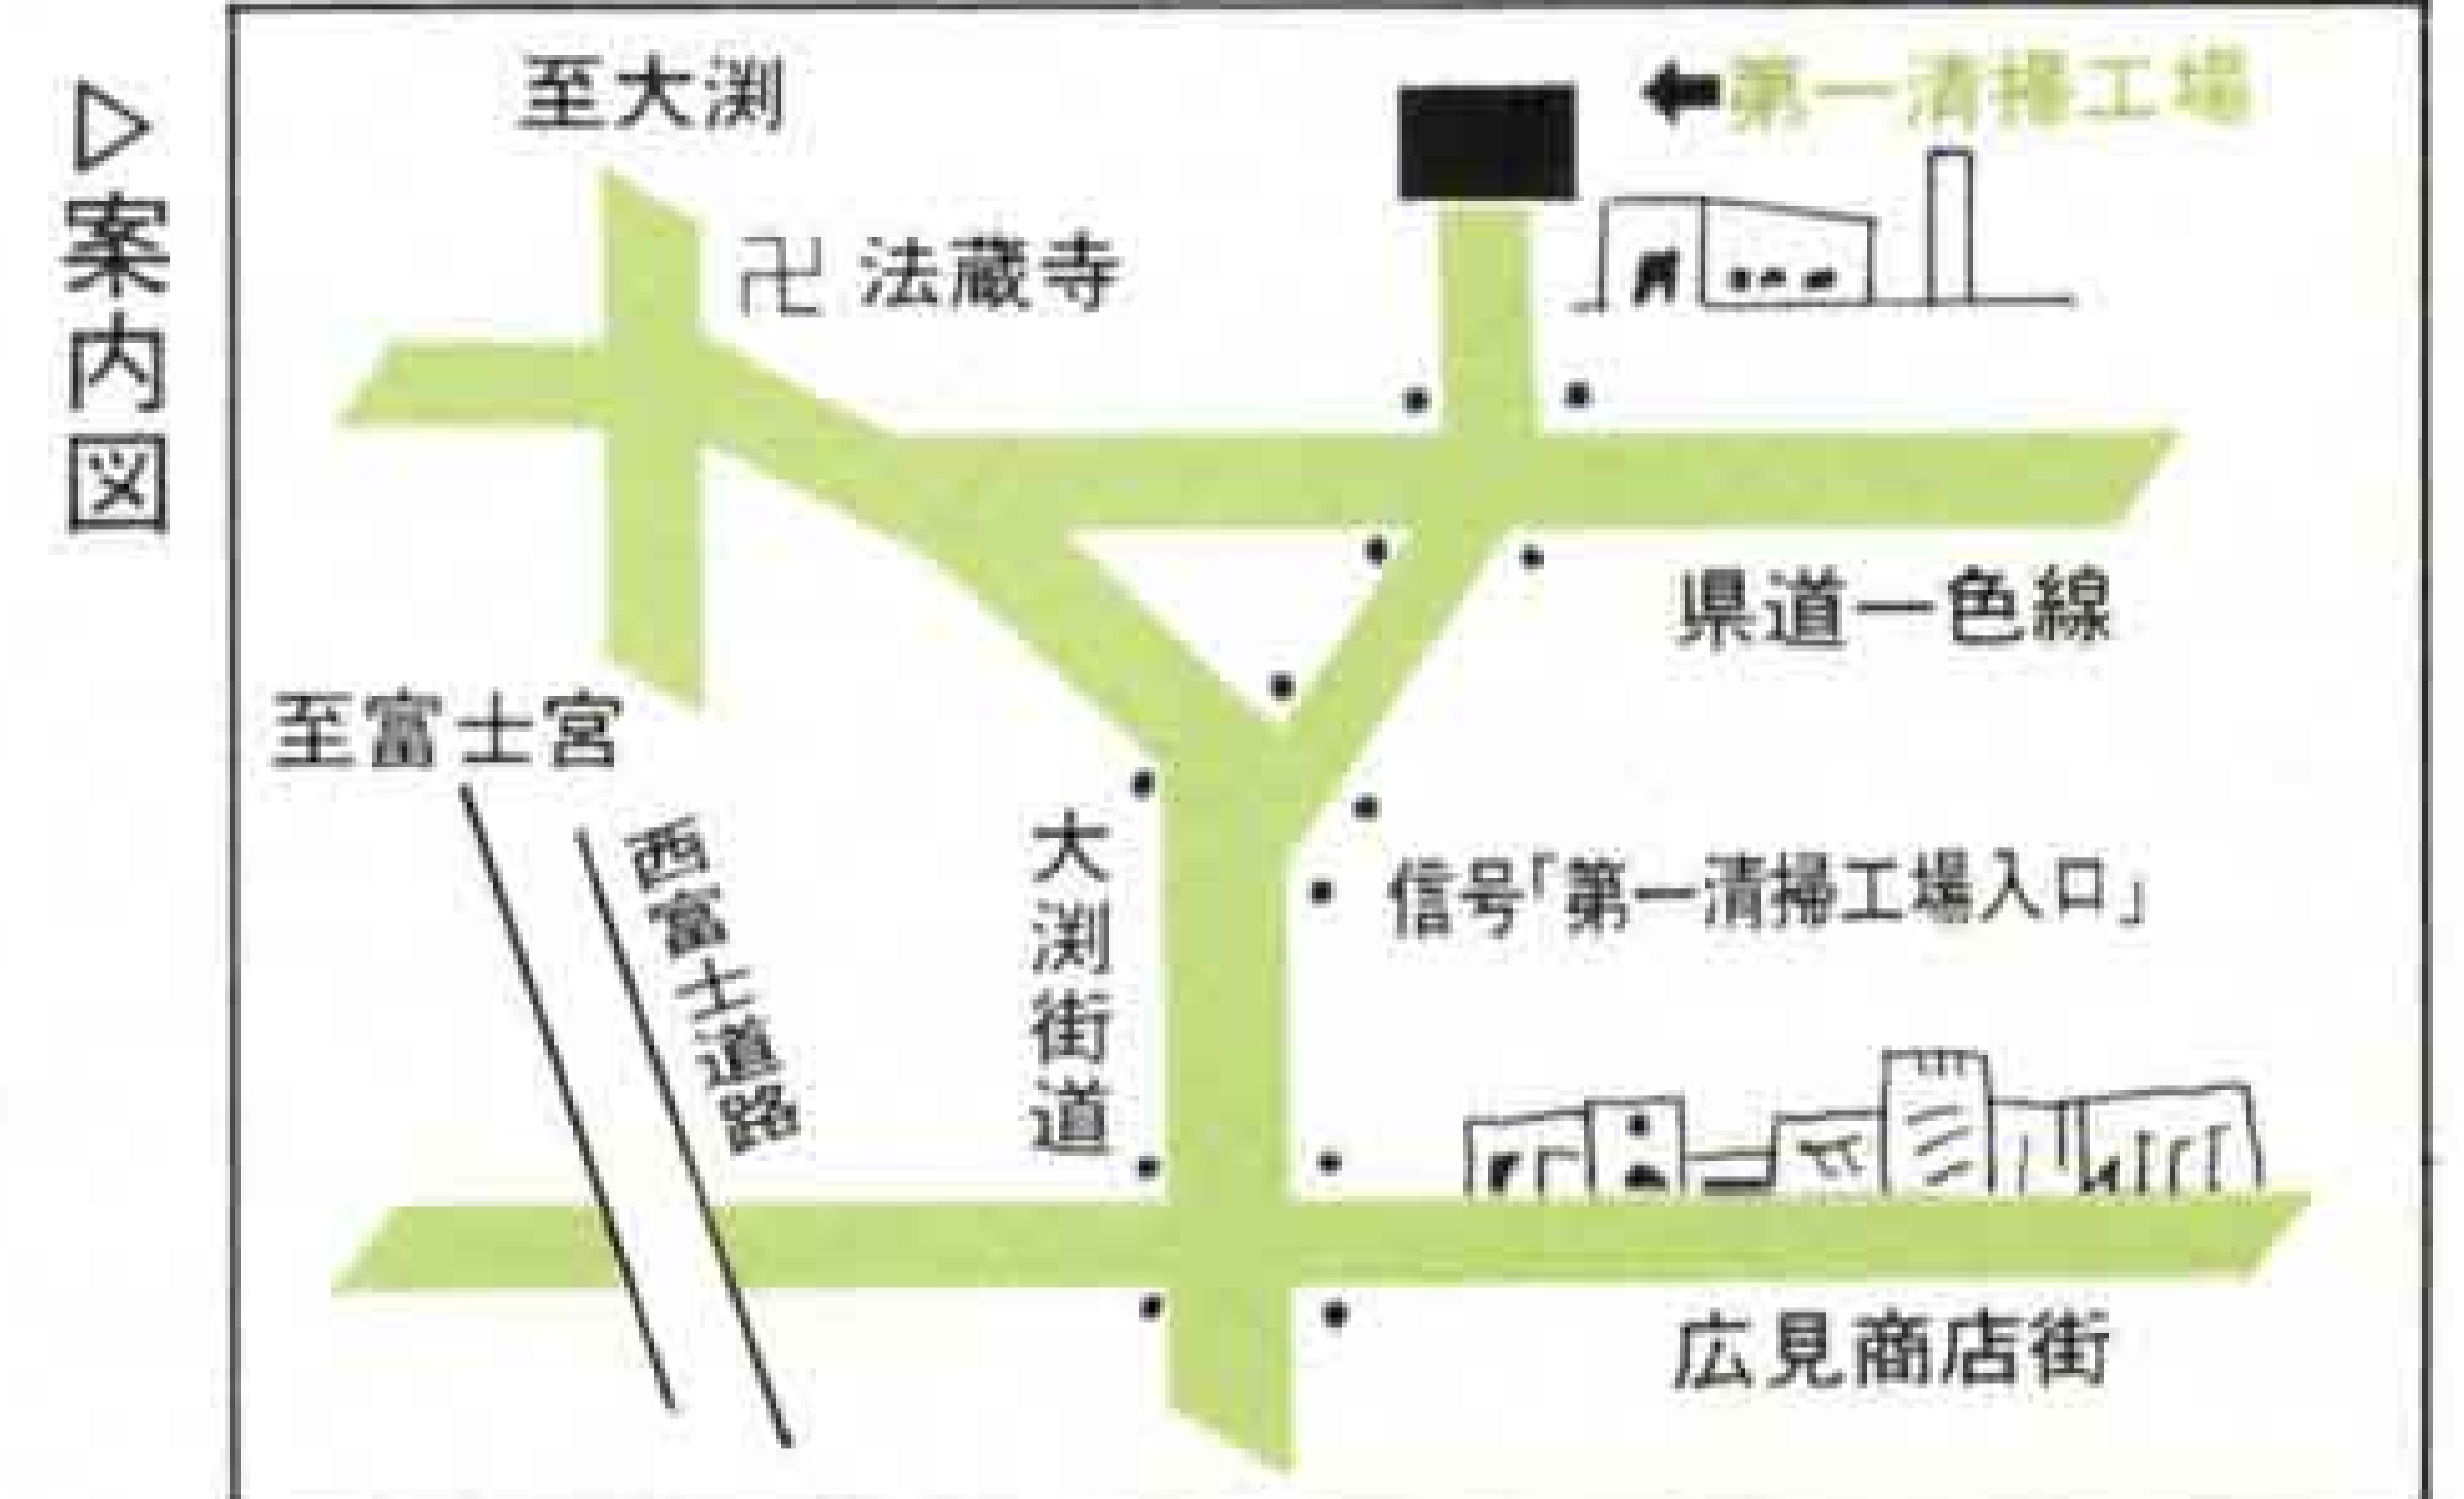 ▷案内図
至大渕
←第一清掃工場
卍 法蔵寺
県道一色線
至富士宮
西富士道路
大渕街道
信号「第一清掃工場入口」
広見商店街